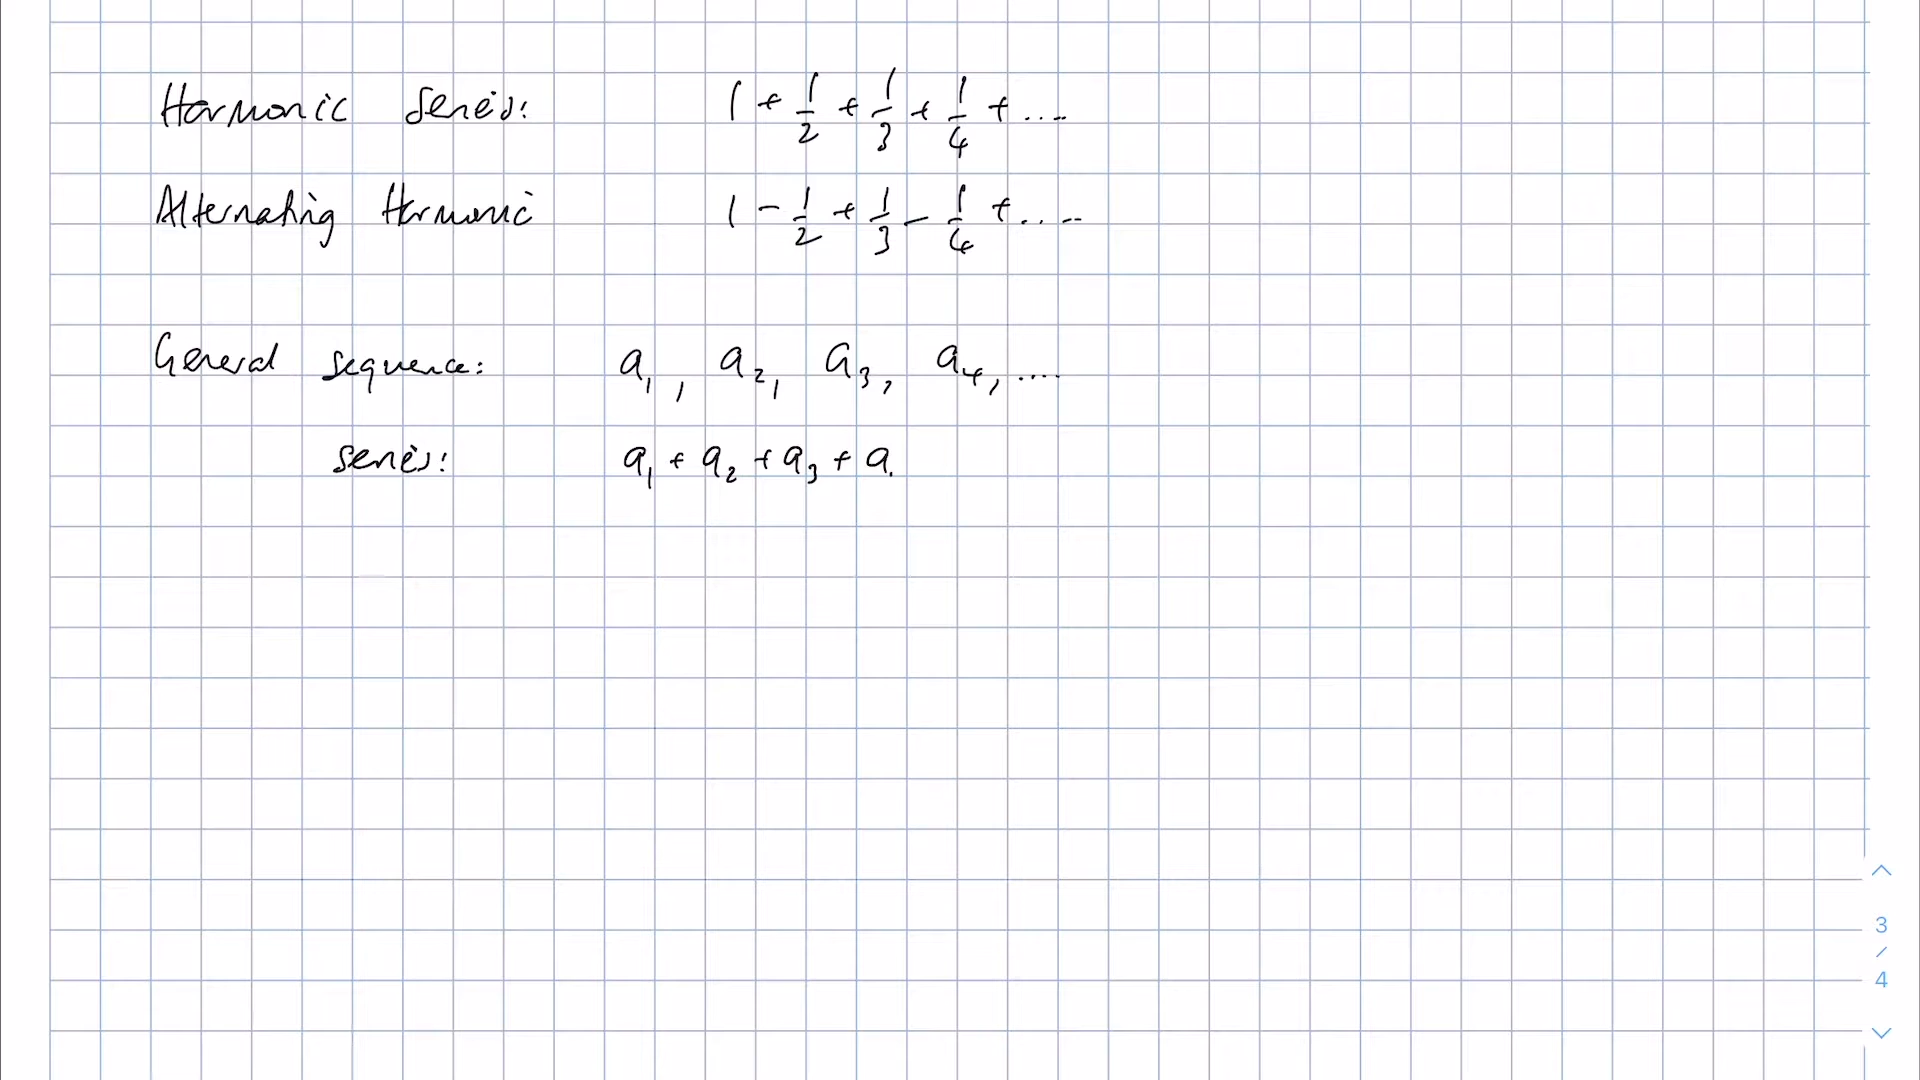 Harmonic series: 1 + 1/2 + 1/3 + 1/4 + ....
Alternating Harmonic 1 - 1/2 + 1/3 - 1/4 + ....
General sequence: a₁, a₂, a₃, a₄, ....
series: a₁ + a₂ + a₃ + a
3
/
4